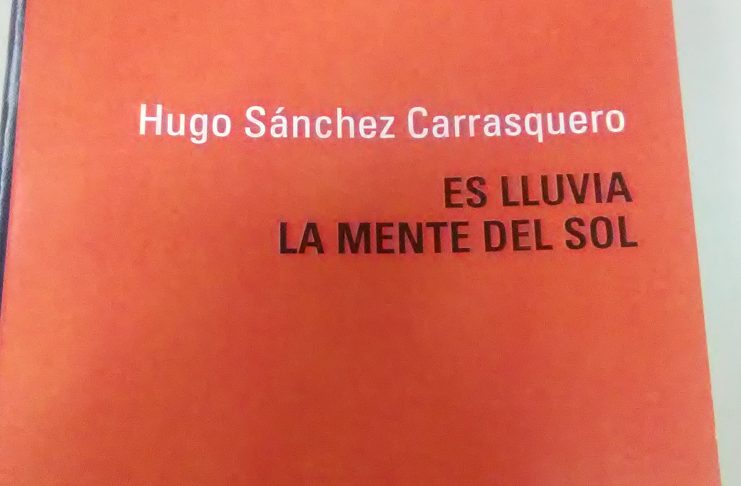 Hugo Sánchez Carrasquero
ES LLUVIA
LA MENTE DEL SOL